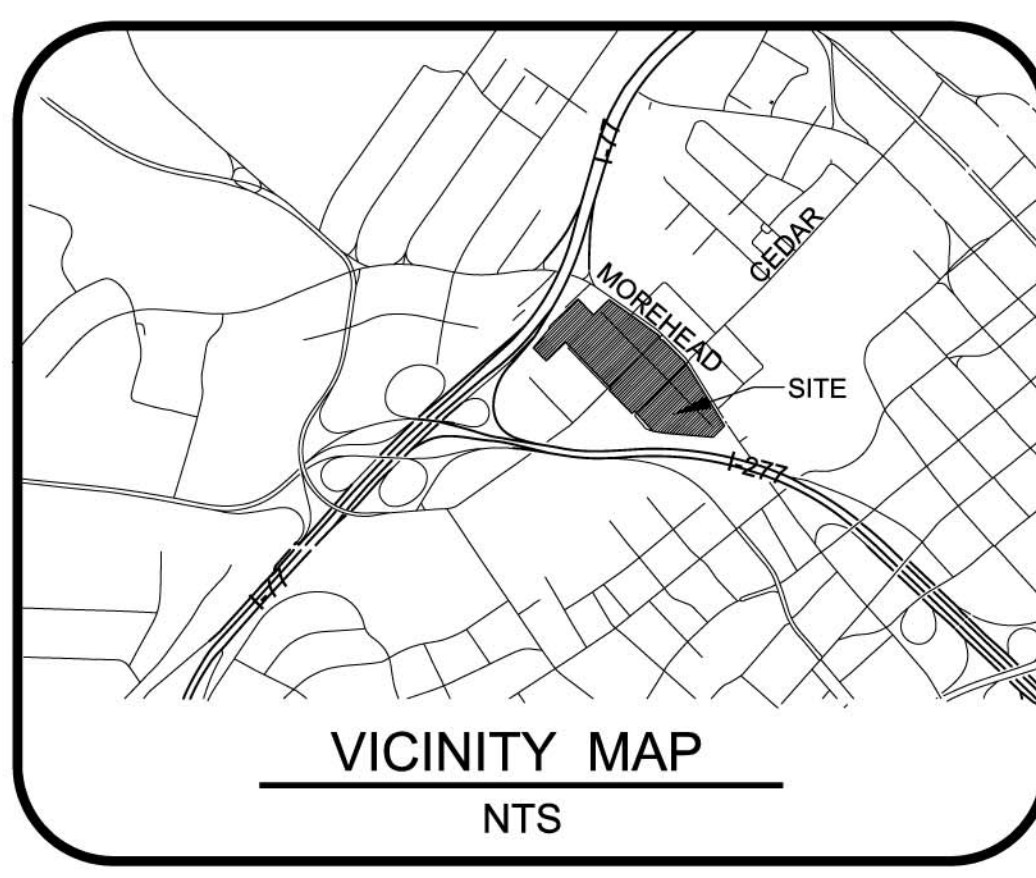 I-77
CEDAR
MOREHEAD
SITE
I-277
I-77
VICINITY MAP
NTS